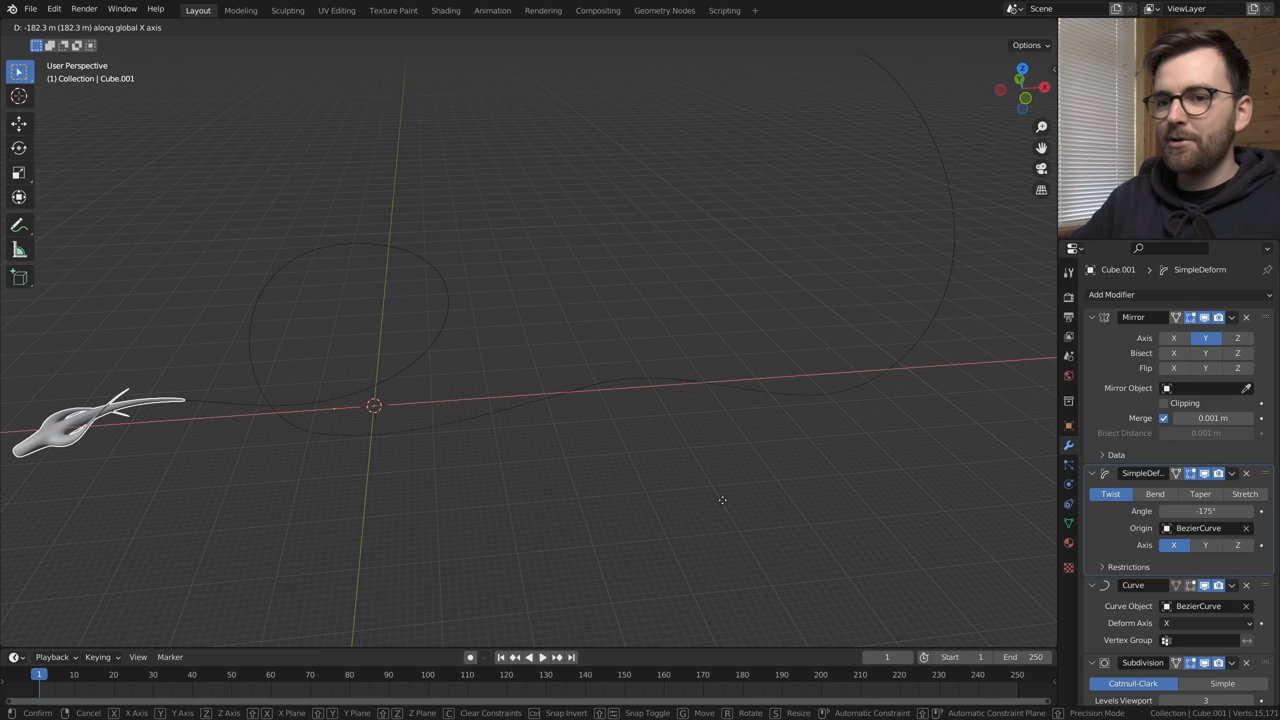 File Edit Render Window Help Layout Modeling Sculpting UV Editing Texture Paint Shading Animation Rendering Compositing Geometry Nodes Scripting + Scene ViewLayer
D: -182.3 m (182.3 m) along global X axis
Options
User Perspective
(1) Collection | Cube.001
Z
Y
X
Cube.001 > SimpleDeform
Add Modifier
Mirror
Axis X Y Z
Bisect X Y Z
Flip X Y Z
Mirror Object
Clipping
Merge 0.001 m
Bisect Distance 0.001 m
Data
SimpleDef...
Twist Bend Taper Stretch
Angle -175°
Origin BezierCurve
Axis X Y Z
Restrictions
Curve
Curve Object BezierCurve
Deform Axis X
Vertex Group
Subdivision
Catmull-Clark Simple
Levels Viewport 3
Playback Keying View Marker 1 Start 1 End 250
1 10 20 30 40 50 60 70 80 90 100 110 120 130 140 150 160 170 180 190 200 210 220 230 240 250
Confirm Cancel X X Axis Y Y Axis Z Z Axis X X Plane Y Y Plane Z Z Plane C Clear Constraints Snap Invert Snap Toggle G Move R Rotate S Resize Automatic Constraint Automatic Constraint Plane Precision Mode Collection | Cube.001 | Verts:15,171